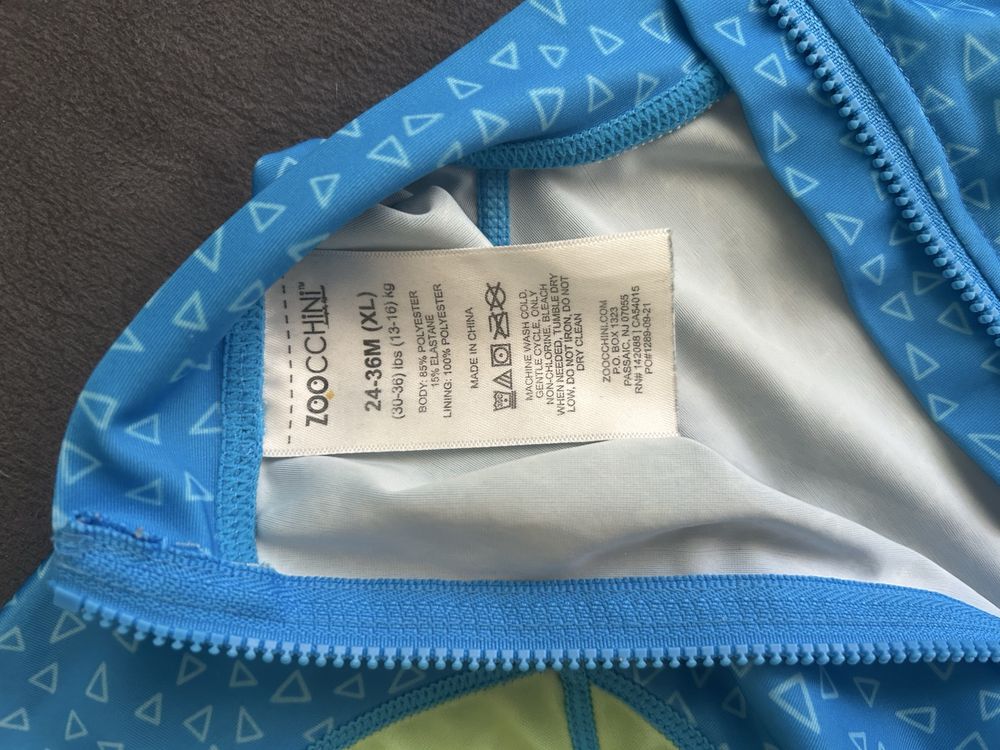 ZOOCCHINI™
24-36M (XL)
(30-36) lbs (13-16) kg
BODY: 85% POLYESTER
15% ELASTANE
LINING: 100% POLYESTER
MADE IN CHINA
MACHINE WASH COLD,
GENTLE CYCLE, ONLY
NON-CHLORINE, BLEACH
WHEN NEEDED, TUMBLE DRY
LOW, DO NOT IRON, DO NOT
DRY CLEAN
ZOOCCHINI.COM
P.O. BOX 1323
PASSAIC, NJ 07055
RN# 142088 | CA54015
PO#1286-09-21